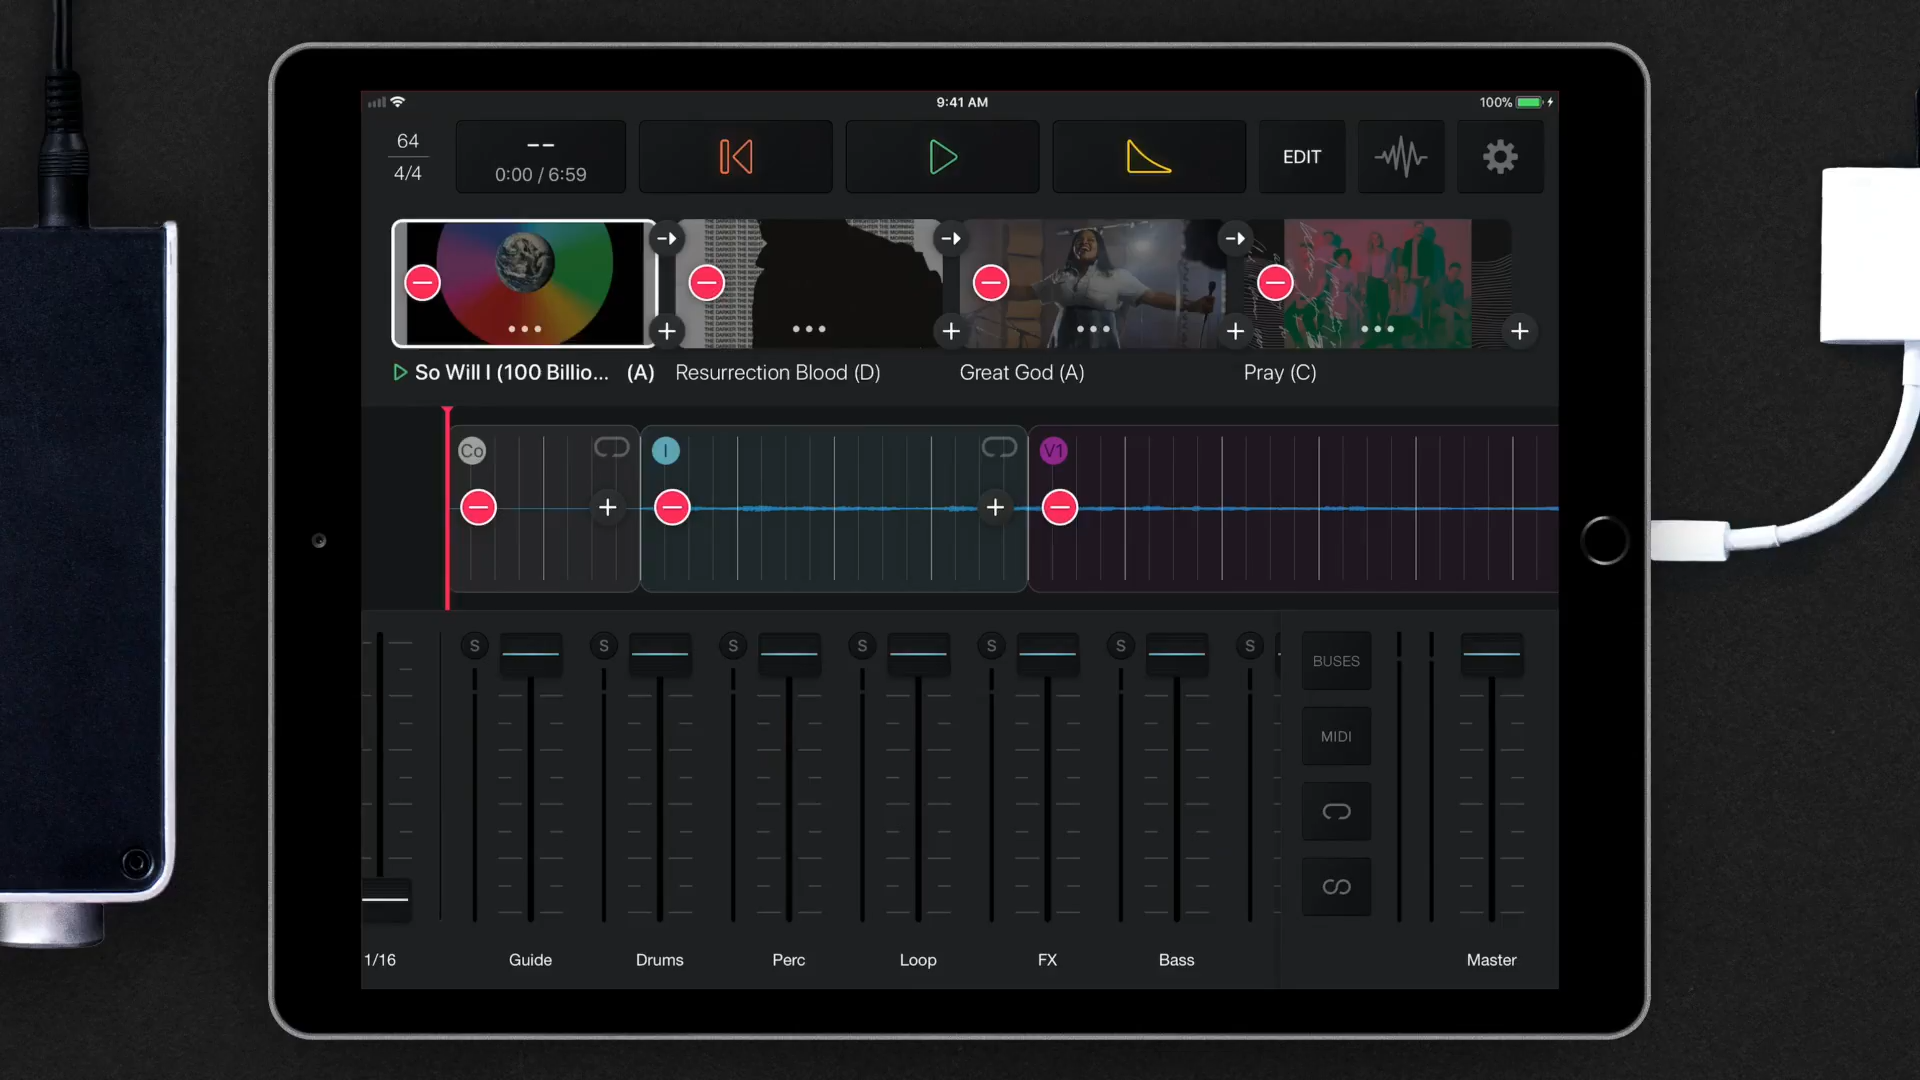 9:41 AM
100%
64
4/4
--
0:00 / 6:59
EDIT
So Will I (100 Billio... (A)
Resurrection Blood (D)
Great God (A)
Pray (C)
Co
I
V1
S
S
S
S
S
S
S
BUSES
MIDI
1/16
Guide
Drums
Perc
Loop
FX
Bass
Master